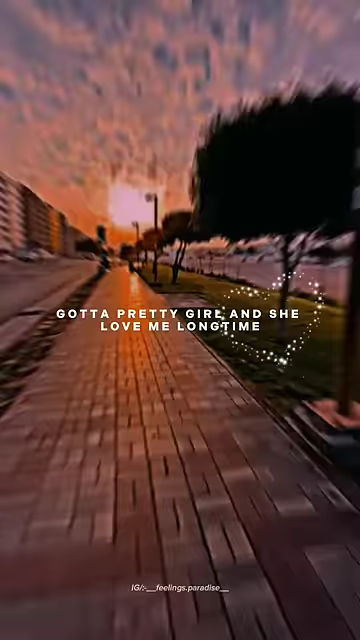 GOTTA PRETTY GIRL AND SHE
LOVE ME LONGTIME
IG/:-__feelings.paradise__